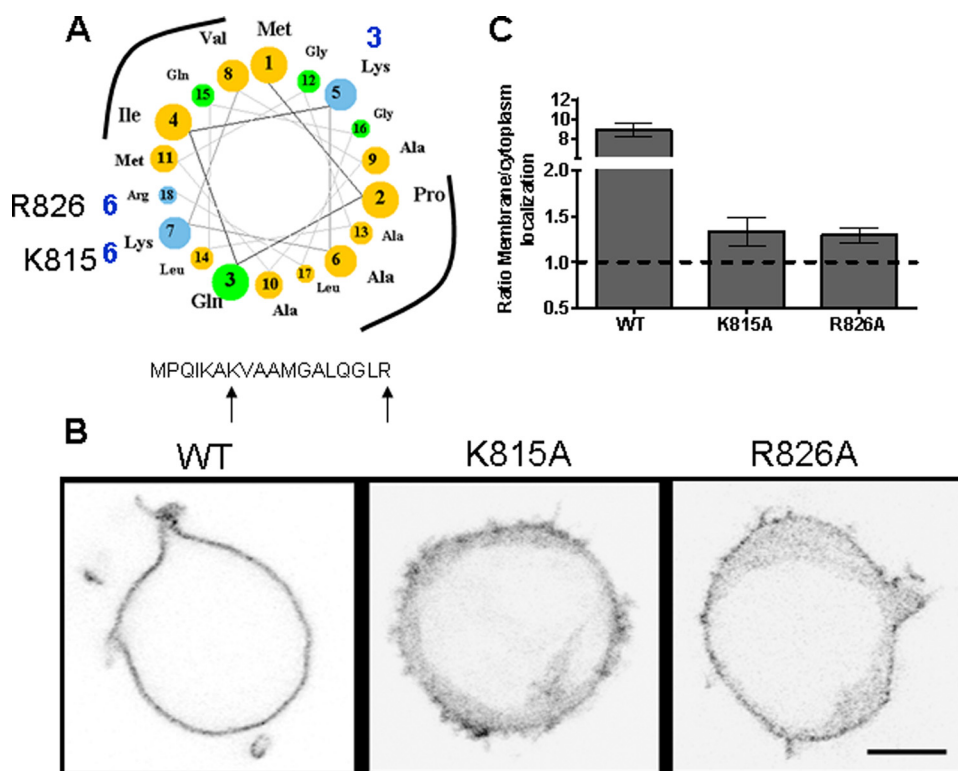 A
Val Met 3
Gly
Lys
Gln
8 1 12 5
15
16 Gly
Ile 4
9 Ala
Met 11
2 Pro
R826 6 Arg 18
13 Ala
K815 6 Lys 7
14 6
Leu 3 10 17 Ala
Gln Ala Leu
MPQIKAKVAAMGALQGLR
C
Ratio Membrane/cytoplasm
localization
12
10
8
2.0
1.5
1.0
0.5
WT K815A R826A
B
WT K815A R826A